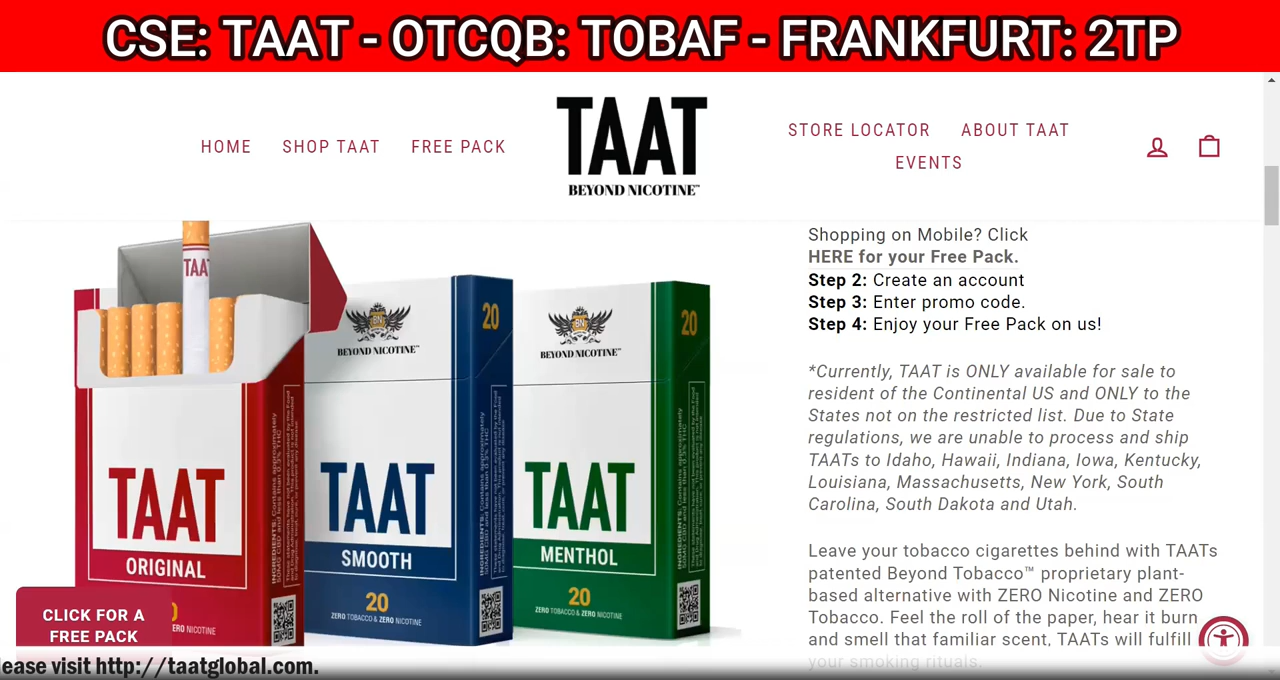 CSE: TAAT - OTCQB: TOBAF - FRANKFURT: 2TP
HOME SHOP TAAT FREE PACK
TAAT
BEYOND NICOTINE™
STORE LOCATOR ABOUT TAAT
EVENTS
Shopping on Mobile? Click
HERE for your Free Pack.
Step 2: Create an account
Step 3: Enter promo code.
Step 4: Enjoy your Free Pack on us!
*Currently, TAAT is ONLY available for sale to
resident of the Continental US and ONLY to the
States not on the restricted list. Due to State
regulations, we are unable to process and ship
TAATs to Idaho, Hawaii, Indiana, Iowa, Kentucky,
Louisiana, Massachusetts, New York, South
Carolina, South Dakota and Utah.
Leave your tobacco cigarettes behind with TAATs
patented Beyond Tobacco™ proprietary plant-
based alternative with ZERO Nicotine and ZERO
Tobacco. Feel the roll of the paper, hear it burn
and smell that familiar scent, TAATs will fulfill
your smoking rituals.
TAAT
TAAT
ORIGINAL
ERO NICOTINE
BN
BEYOND NICOTINE™
20
TAAT
SMOOTH
20
ZERO TOBACCO & ZERO NICOTINE
BN
BEYOND NICOTINE™
20
TAAT
MENTHOL
20
ZERO TOBACCO & ZERO NICOTINE
CLICK FOR A
FREE PACK
lease visit http://taatglobal.com.